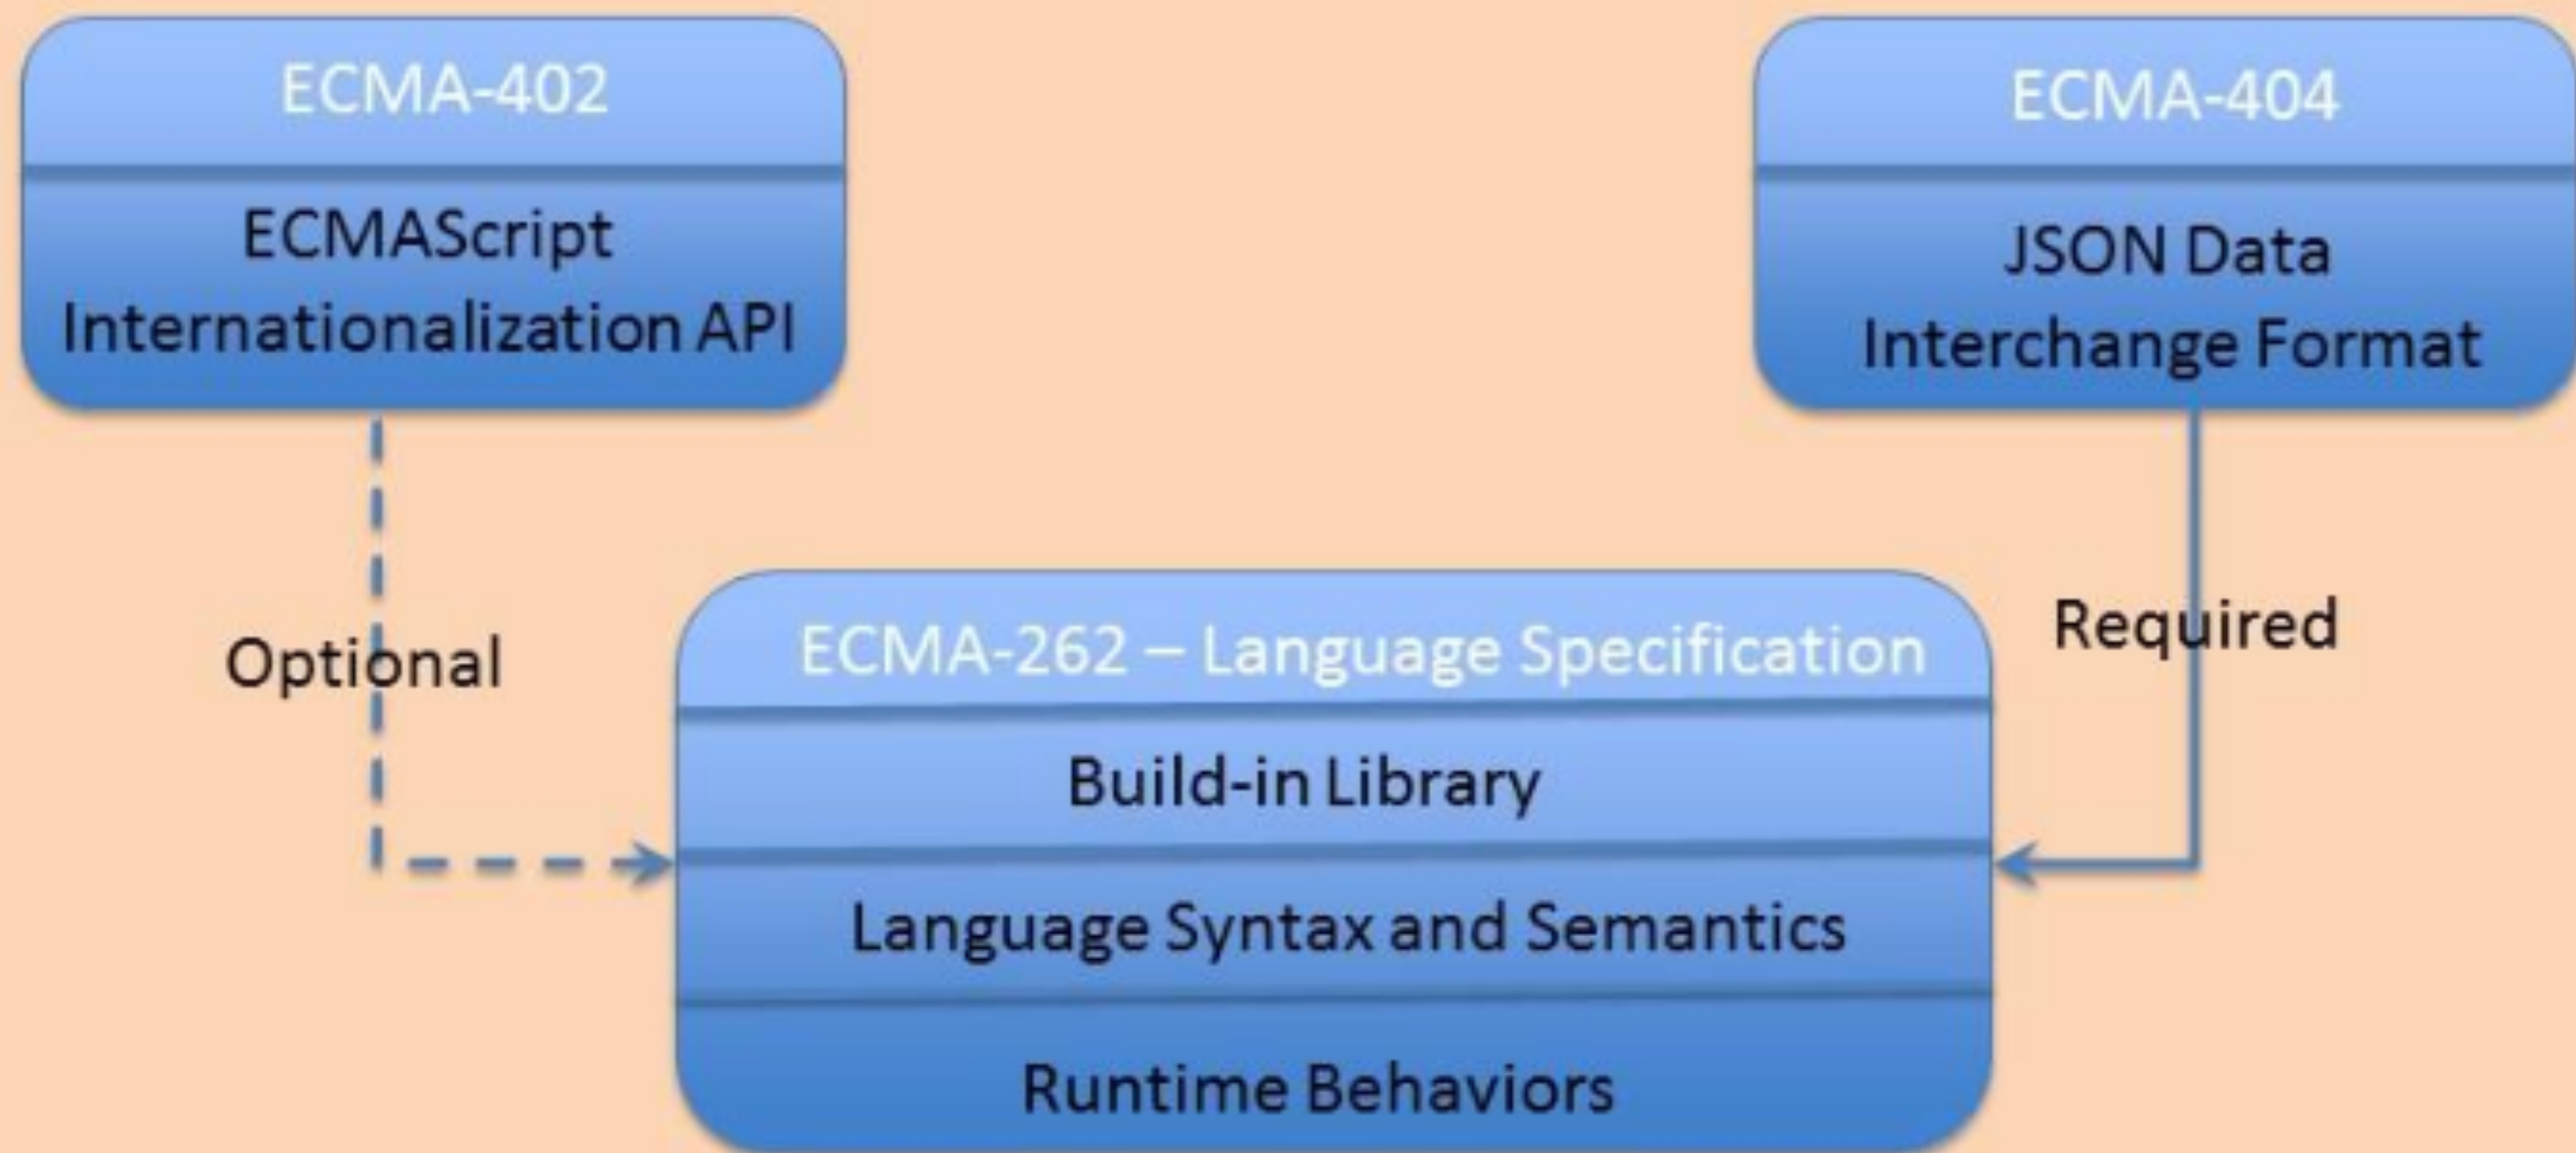 ECMA-402
ECMAScript
Internationalization API
ECMA-404
JSON Data
Interchange Format
Optional
Required
ECMA-262 – Language Specification
Build-in Library
Language Syntax and Semantics
Runtime Behaviors